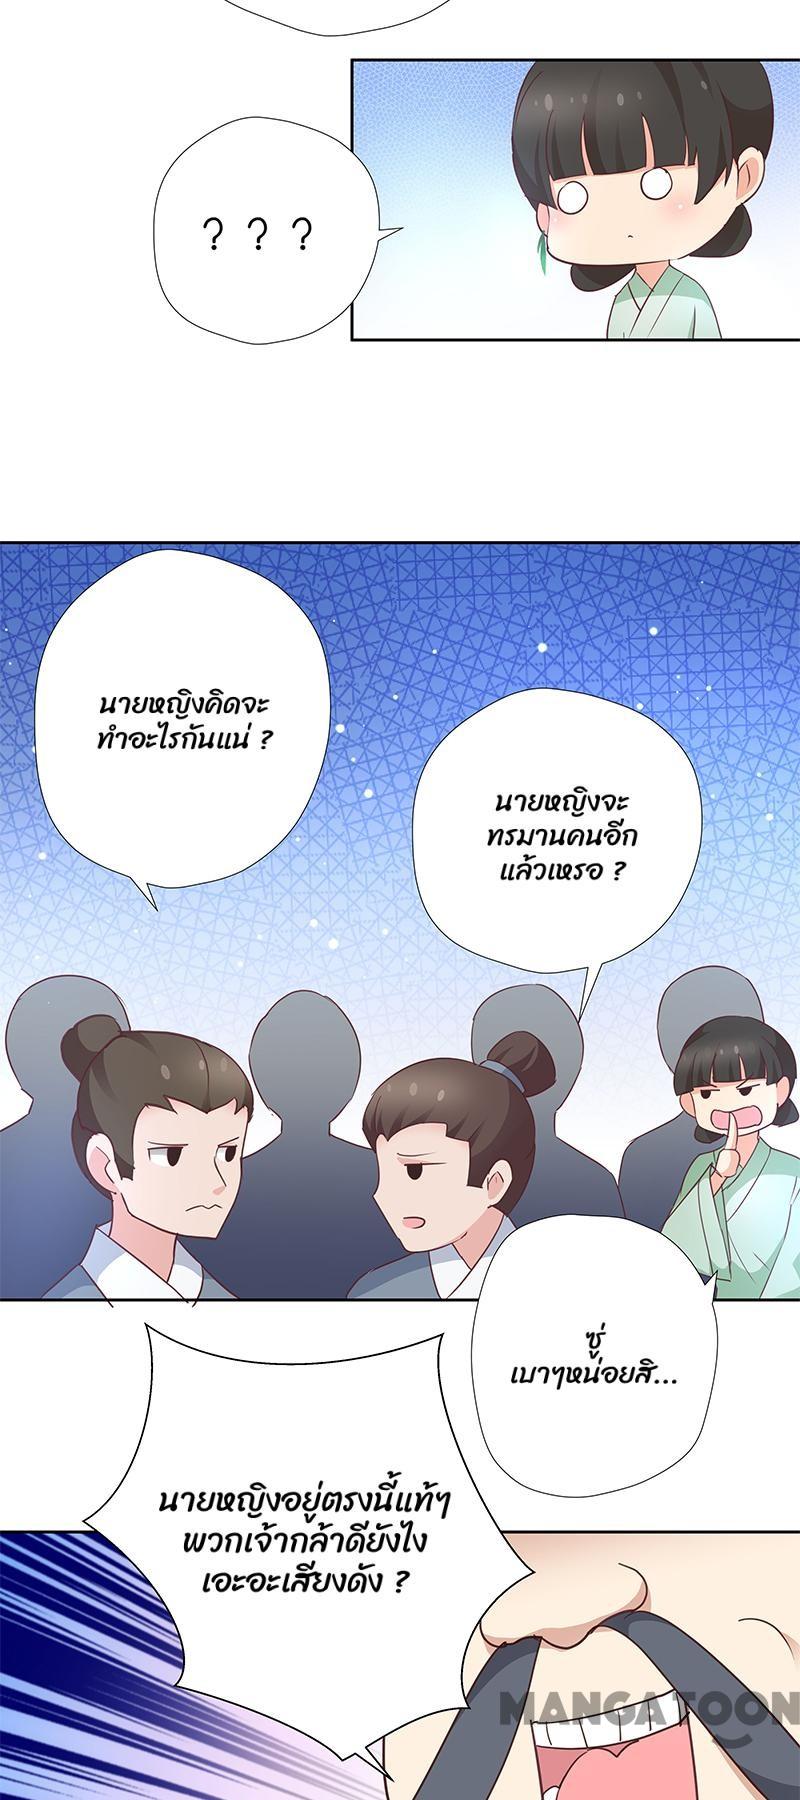 ? ? ?
นายหญิงคิดจะ
ทำอะไรกันแน่ ?
นายหญิงจะ
ทรมานคนอีก
แล้วเหรอ ?
ชู่
เบาๆหน่อยสิ...
นายหญิงอยู่ตรงนี้แท้ๆ
พวกเจ้ากล้าดียังไง
เอะอะเสียงดัง ?
MANGATOON